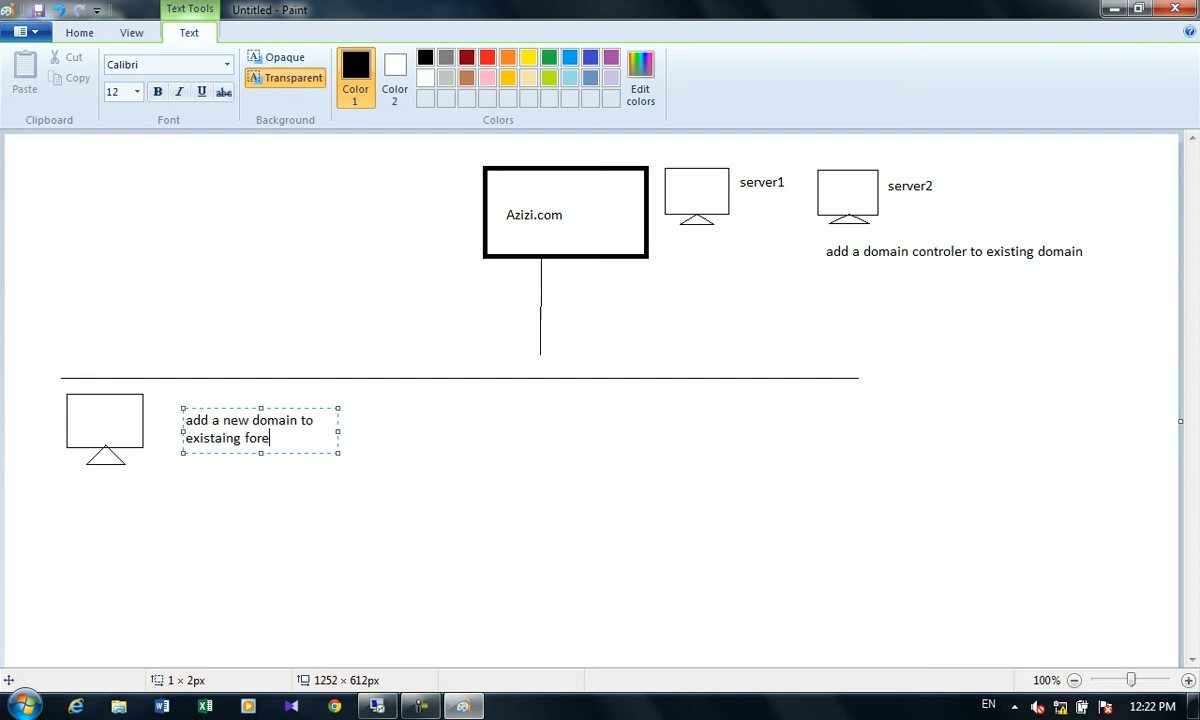 Text Tools
Untitled - Paint
Home
View
Text
Paste
Cut
Copy
Clipboard
Calibri
12
B I U abc
Font
Opaque
Transparent
Background
Color 1
Color 2
Edit colors
Colors
Azizi.com
server1
server2
add a domain controler to existing domain
add a new domain to
existaing fore
1 × 2px
1252 × 612px
100%
EN
12:22 PM